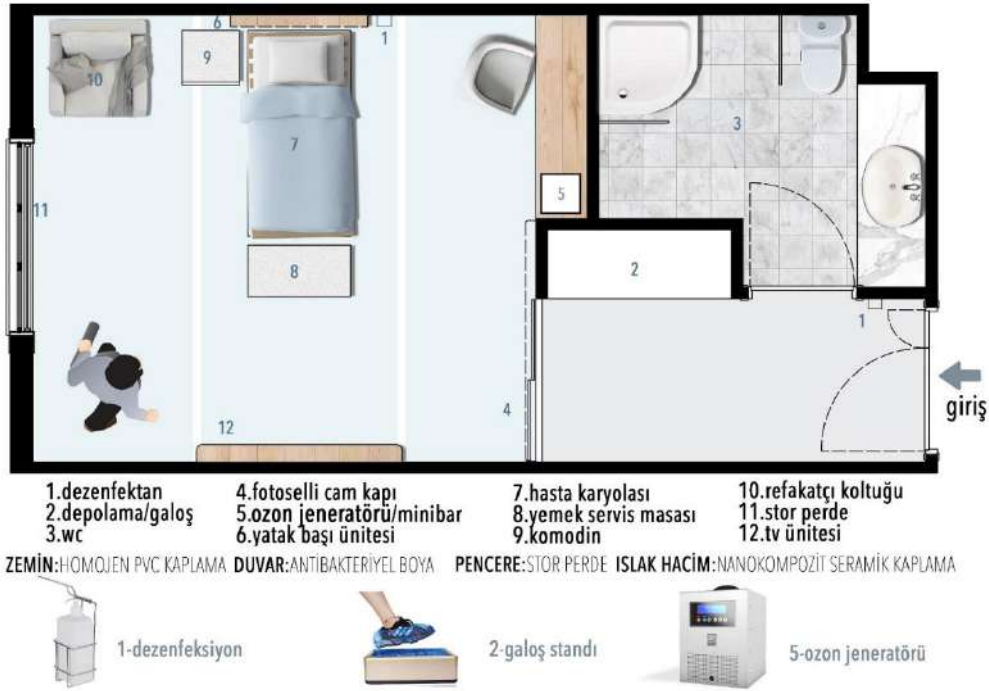 6
1
9
10
7
3
5
11
8
2
1
4
12
giriş
1.dezenfektan
2.depolama/galoş
3.wc
4.fotoselli cam kapı
5.ozon jeneratörü/minibar
6.yatak başı ünitesi
7.hasta karyolası
8.yemek servis masası
9.komodin
10.refakatçı koltuğu
11.stor perde
12.tv ünitesi
ZEMİN:HOMOJEN PVC KAPLAMA DUVAR:ANTİBAKTERİYEL BOYA PENCERE:STOR PERDE ISLAK HACİM:NANOKOMPOZİT SERAMİK KAPLAMA
1-dezenfeksiyon
2-galoş standı
5-ozon jeneratörü